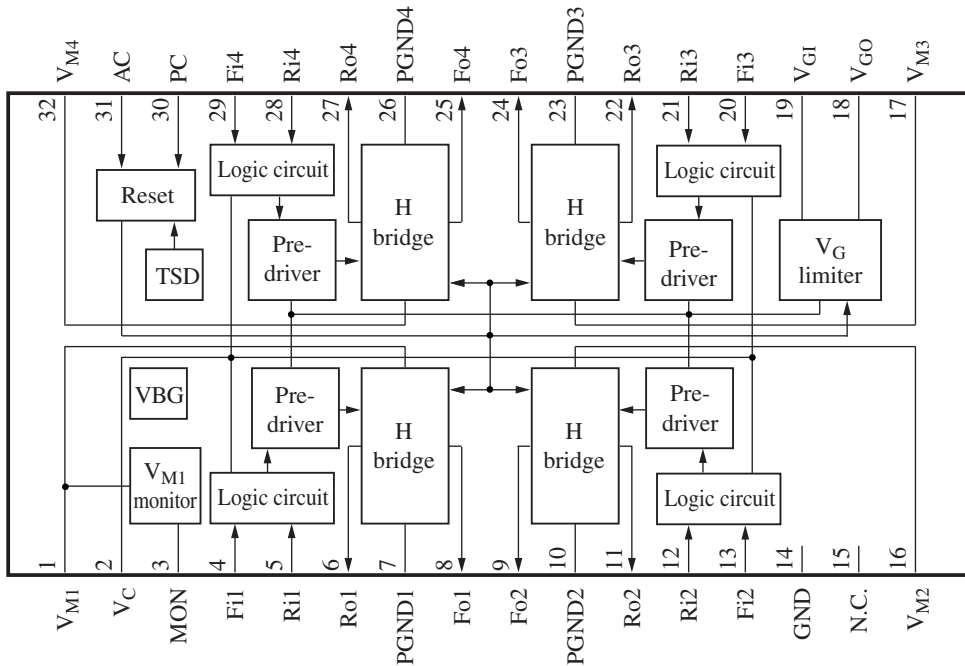 VM4 AC PC Fi4 Ri4 Ro4 PGND4 Fo4 Fo3 PGND3 Ro3 Ri3 Fi3 VGI VGO VM3
32 31 30 29 28 27 26 25 24 23 22 21 20 19 18 17
Logic circuit
Logic circuit
Reset
H
bridge
H
bridge
Pre-
driver
Pre-
driver
VG
limiter
TSD
VBG
Pre-
driver
H
bridge
H
bridge
Pre-
driver
VM1
monitor
Logic circuit
Logic circuit
1 2 3 4 5 6 7 8 9 10 11 12 13 14 15 16
VM1 VC MON Fi1 Ri1 Ro1 PGND1 Fo1 Fo2 PGND2 Ro2 Ri2 Fi2 GND N.C. VM2